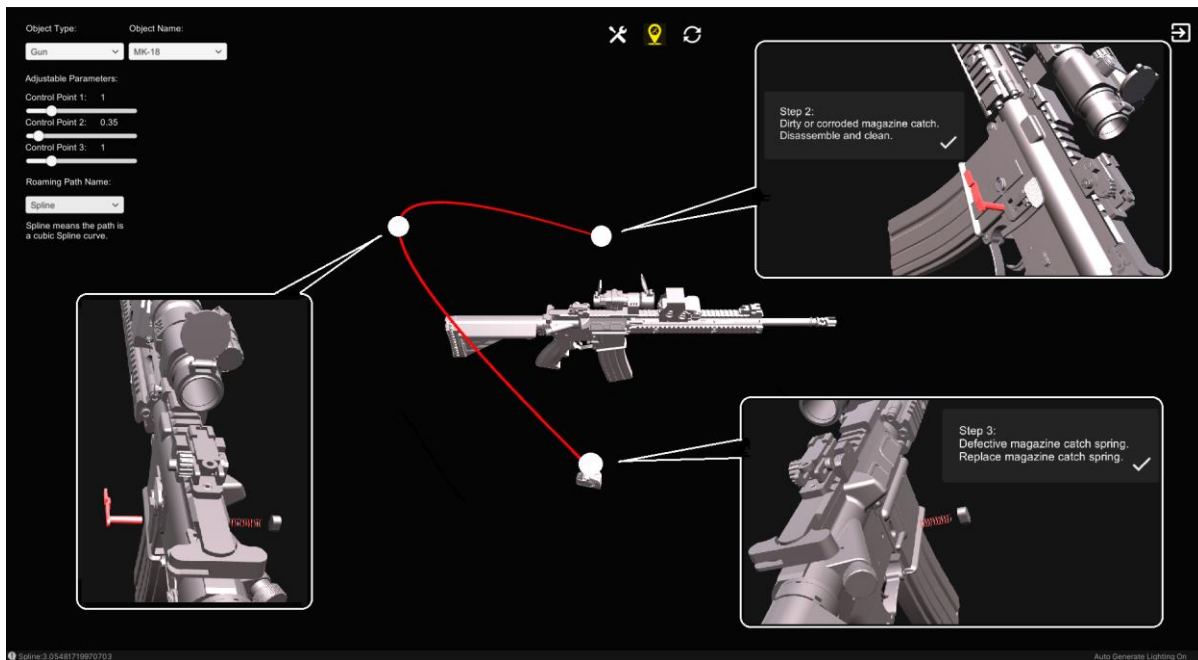 Object Type:
Object Name:
Gun
MK-18
Adjustable Parameters:
Control Point 1: 1
Control Point 2: 0.35
Control Point 3: 1
Roaming Path Name:
Spline
Spline means the path is
a cubic Spline curve.
Step 2:
Dirty or corroded magazine catch.
Disassemble and clean.
Step 3:
Defective magazine catch spring.
Replace magazine catch spring.
Spline:3.05481719970703
Auto Generate Lighting On